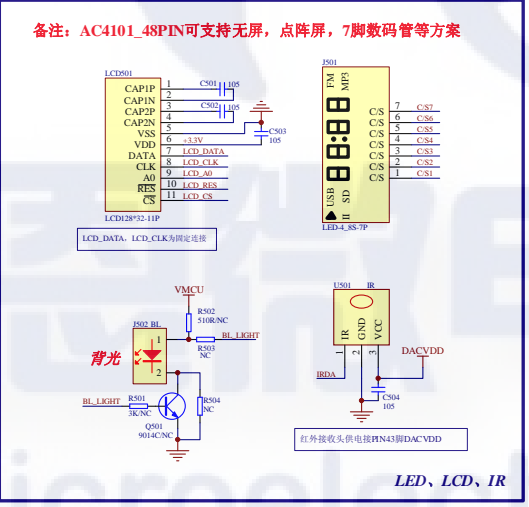 备注：AC4101_48PIN可支持无屏，点阵屏，7脚数码管等方案
LCD501
CAP1P 1
CAP1N 2
CAP2P 3
CAP2N 4
VSS 5
VDD 6 +3.3V
DATA 7 LCD_DATA
CLK 8 LCD_CLK
A0 9 LCD_A0
RES 10 LCD_RES
CS 11 LCD_CS
LCD128*32-11P
C501 105
C502 105
C503
105
LCD_DATA，LCD_CLK为固定连接
J501
FM MP3
C/S 7 C/S7
C/S 6 C/S6
C/S 5 C/S5
C/S 4 C/S4
C/S 3 C/S3
C/S 2 C/S2
C/S 1 C/S1
USB SD
II
LED-4_8S-7P
VMCU
R502
510R/NC
J502 BL
1
2
BL_LIGHT
R503
NC
背光
BL_LIGHT
R501
3K/NC
R504
NC
Q501
9014C/NC
U501 IR
IR GND VCC
1 2 3
IRDA
DACVDD
C504
105
红外接收头供电接PIN43脚DACVDD
LED、LCD、IR